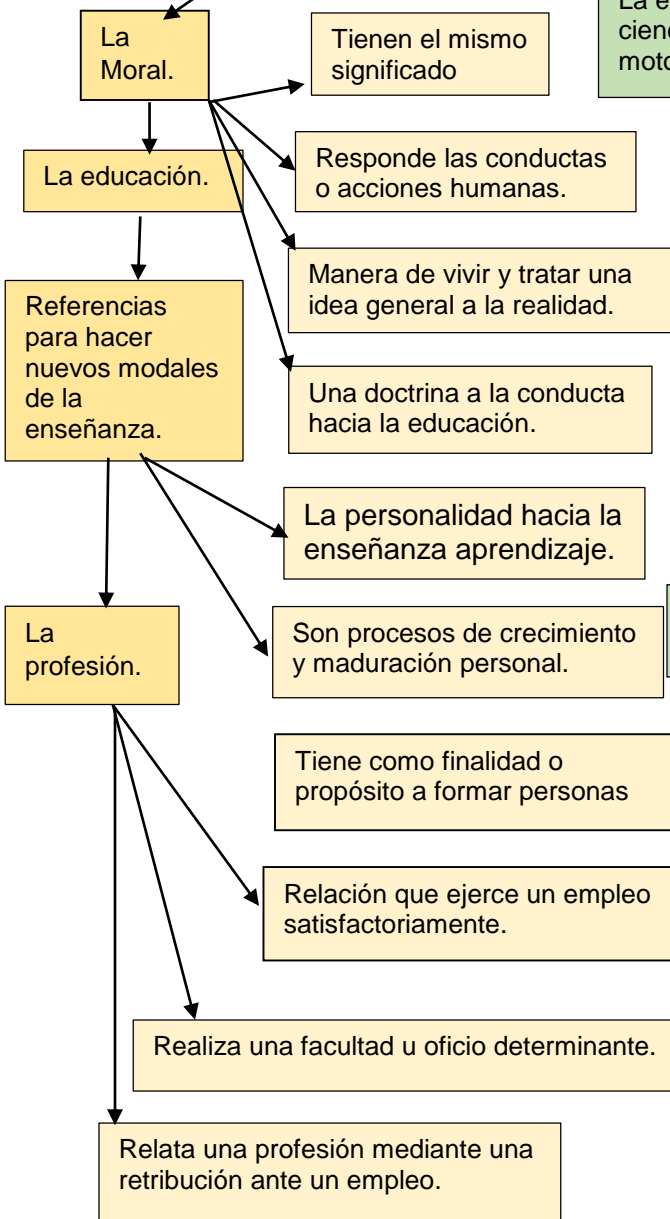 La
Moral.
Tienen el mismo
significado
La
La educación.
Responde las conductas
o acciones humanas.
Manera de vivir y tratar una
idea general a la realidad.
Referencias
para hacer
nuevos modales
de la
enseñanza.
Una doctrina a la conducta
hacia la educación.
La personalidad hacia la
enseñanza aprendizaje.
La
profesión.
Son procesos de crecimiento
y maduración personal.
Tiene como finalidad o
propósito a formar personas
Relación que ejerce un empleo
satisfactoriamente.
Realiza una facultad u oficio determinante.
Relata una profesión mediante una
retribución ante un empleo.